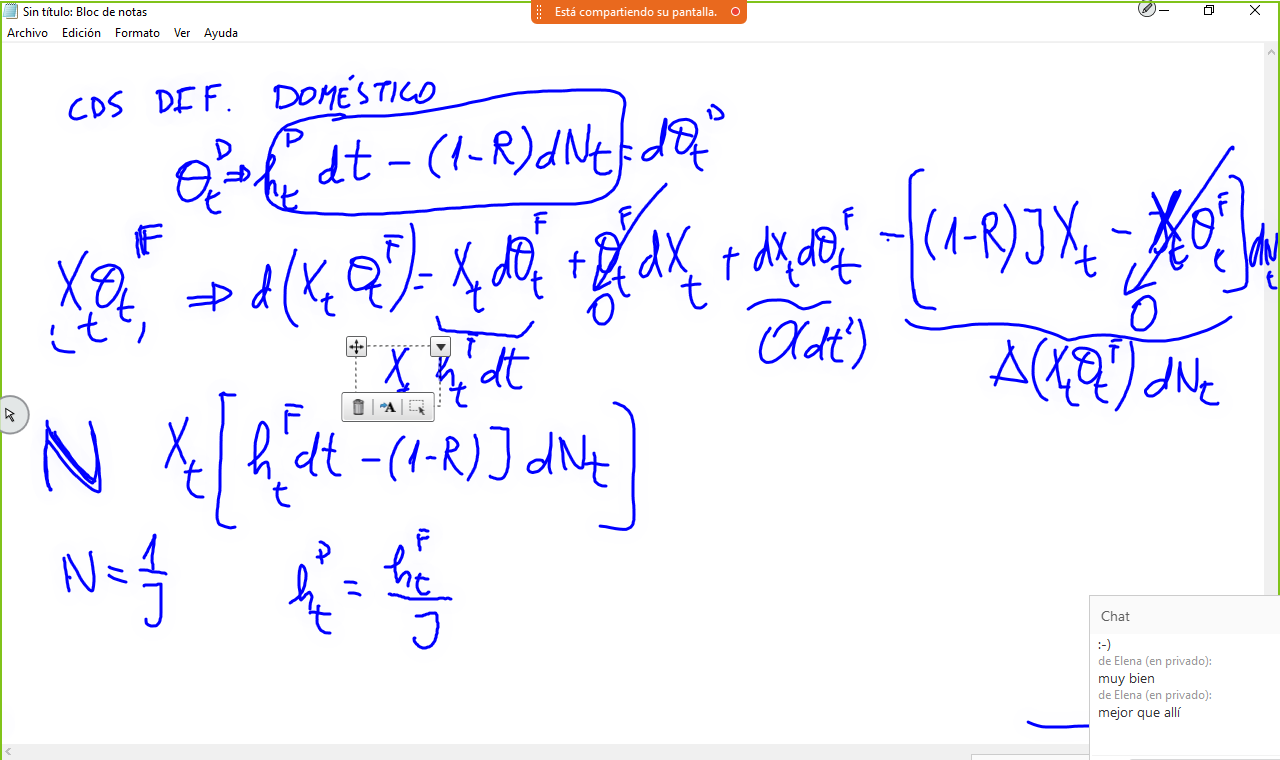 Sin título: Bloc de notas
Está compartiendo su pantalla.
Archivo Edición Formato Ver Ayuda
CDS DEF. DOMÉSTICO
θ_t^D ⇒ h_t^D dt - (1-R)dN_t = dθ_t^D
X_t θ_t^F ⇒ d(X_t θ_t^F) = X_t dθ_t^F + θ_t^F dX_t + dX_t dθ_t^F - [(1-R)J X_t - X_t θ_t^F] dN_t
0 0
X_t h_t^F dt O(dt^2) Δ(X_t θ_t^F) dN_t
A
N X_t [h_t^F dt - (1-R)J dN_t]
N = 1/J h_t^D = h_t^F/J
Chat
:-)
de Elena (en privado):
muy bien
de Elena (en privado):
mejor que allí